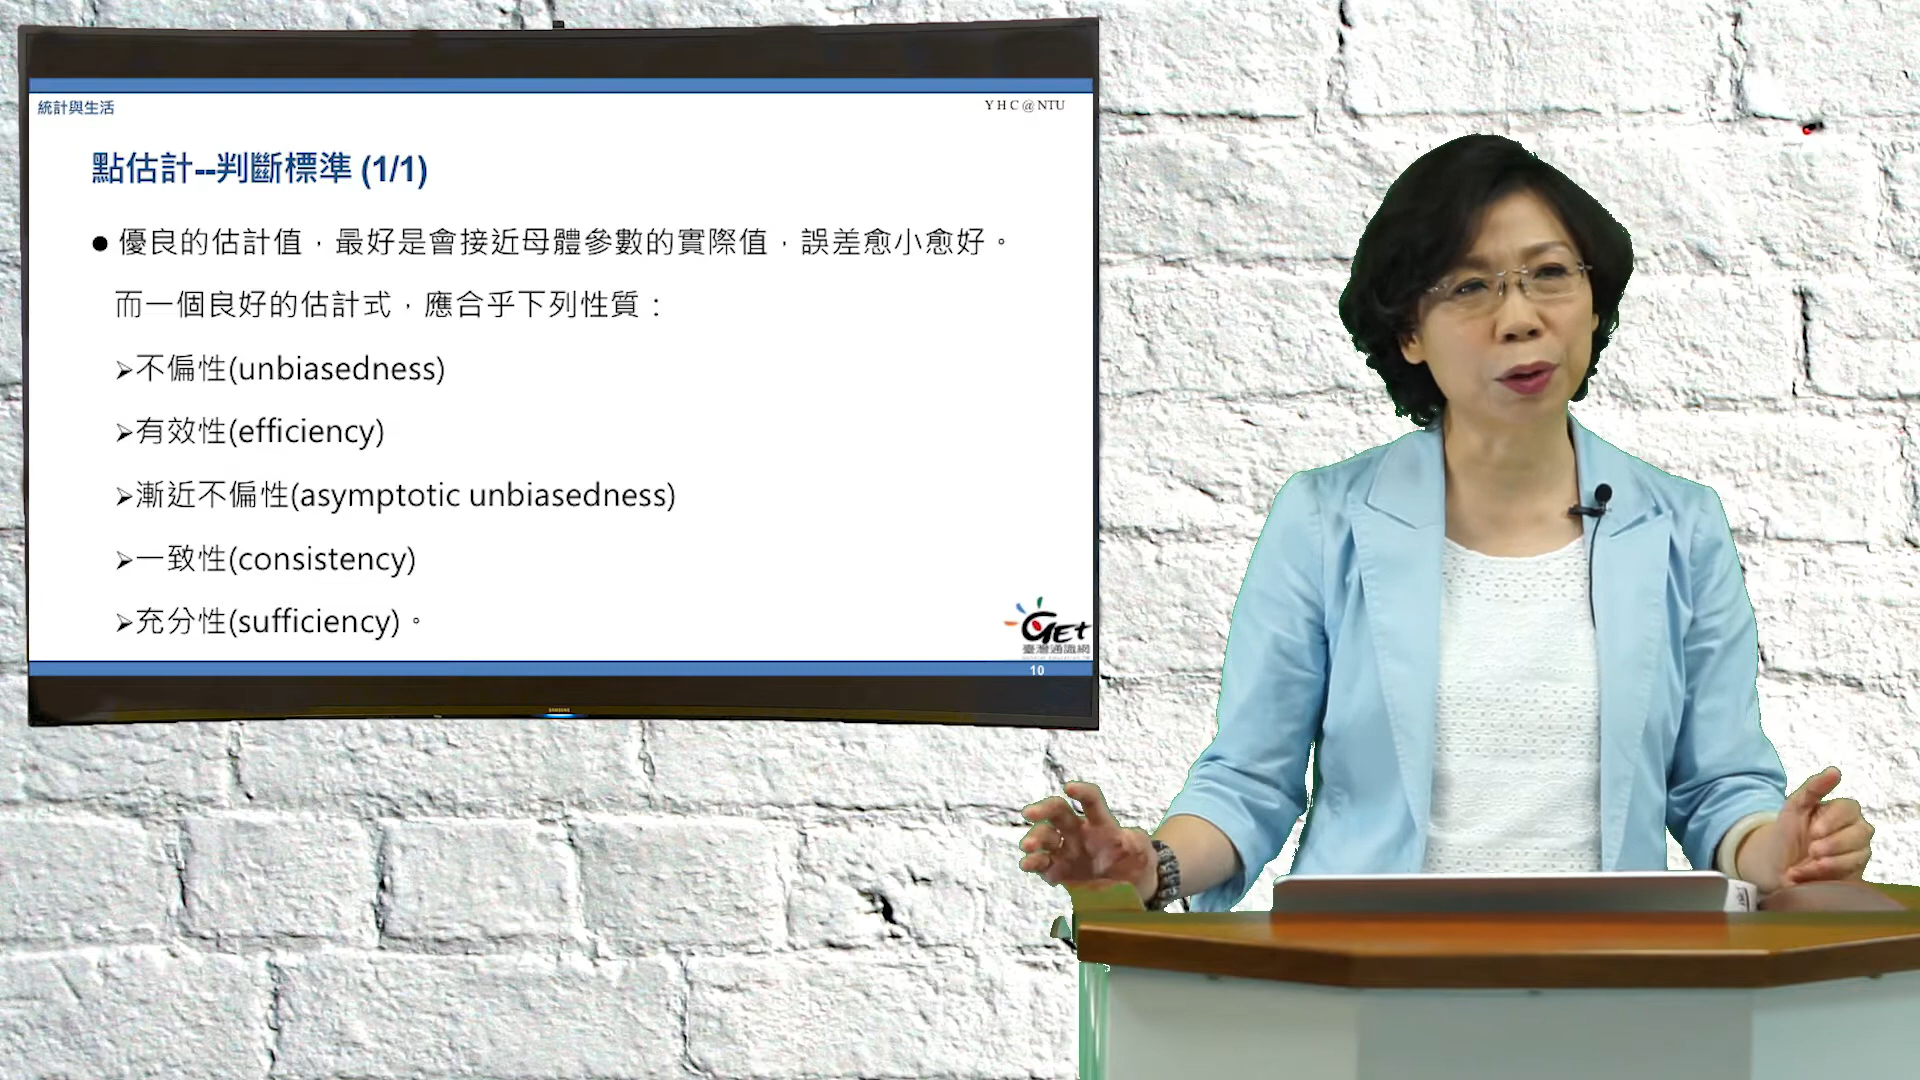 統計與生活
Y H C @ NTU
點估計--判斷標準 (1/1)
● 優良的估計值，最好是會接近母體參數的實際值，誤差愈小愈好。
而一個良好的估計式，應合乎下列性質：
➢不偏性(unbiasedness)
➢有效性(efficiency)
➢漸近不偏性(asymptotic unbiasedness)
➢一致性(consistency)
➢充分性(sufficiency)。
GEt
臺灣通識網
10
SAMSUNG